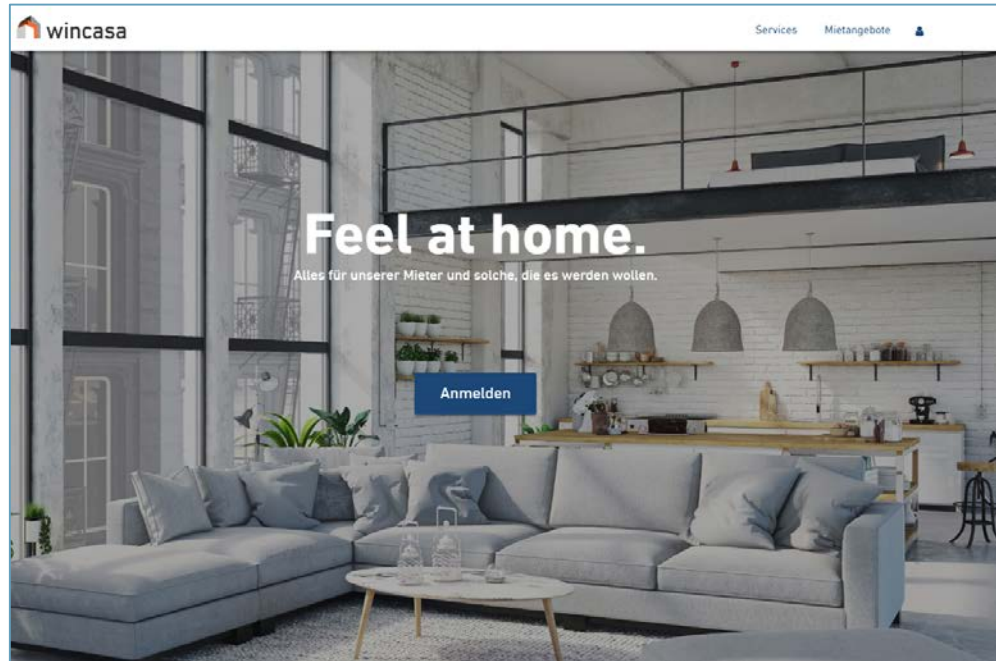 wincasa
Services Mietangebote
Feel at home.
Alles für unserer Mieter und solche, die es werden wollen.
Anmelden